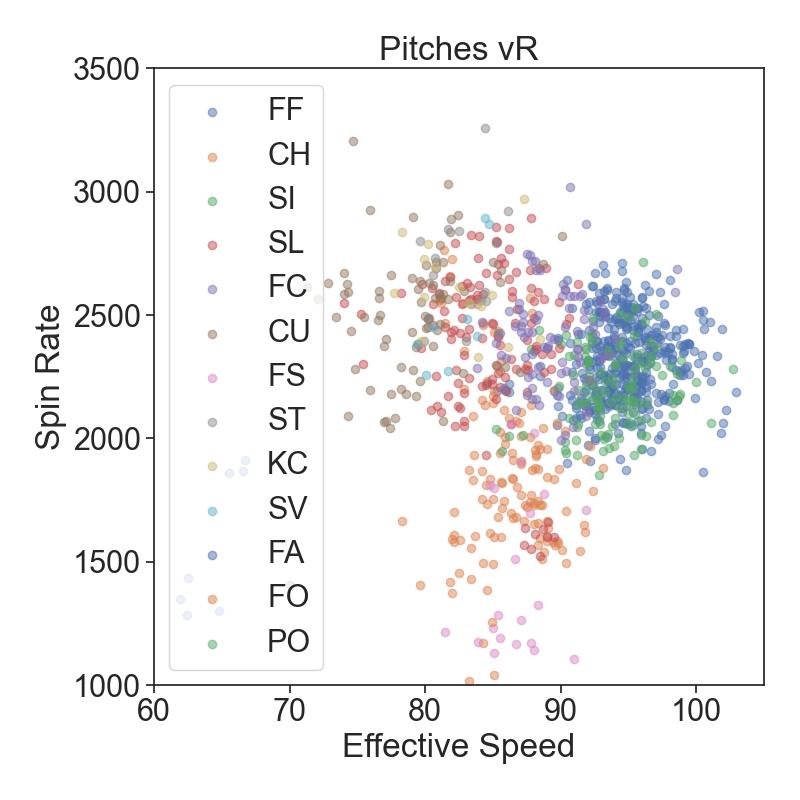 Pitches vR
3500
3000
2500
2000
1500
1000
Spin Rate
FF
CH
SI
SL
FC
CU
FS
ST
KC
SV
FA
FO
PO
60
70
80
90
100
Effective Speed